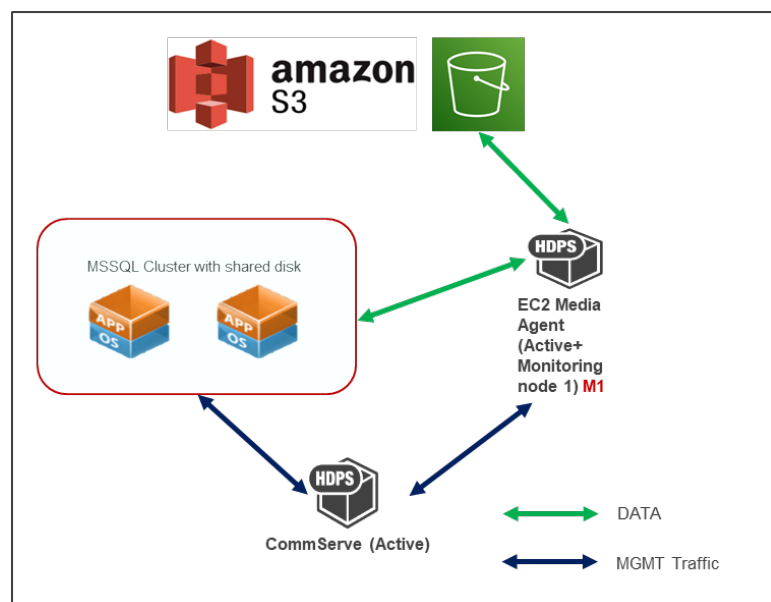 amazon
S3
HDPS
MSSQL Cluster with shared disk
APP
OS
APP
OS
EC2 Media
Agent
(Active+
Monitoring
node 1) M1
HDPS
CommServe (Active)
DATA
MGMT Traffic